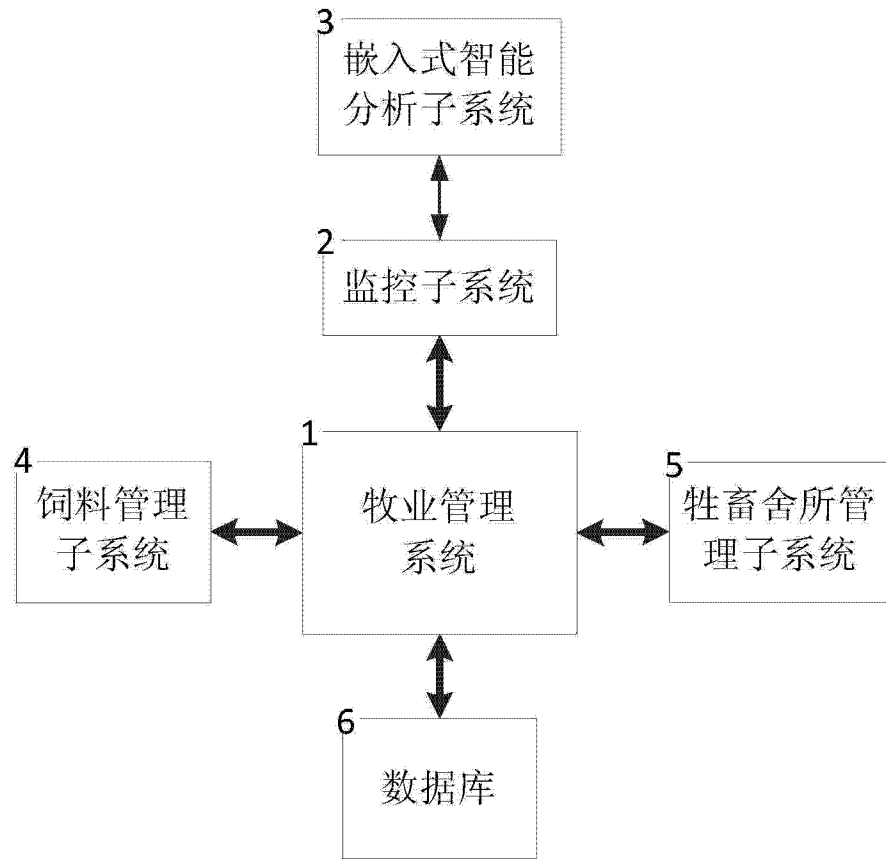 3
嵌入式智能
分析子系统
2
监控子系统
1
牧业管理
系统
4
饲料管理
子系统
5
牲畜舍所管
理子系统
6
数据库